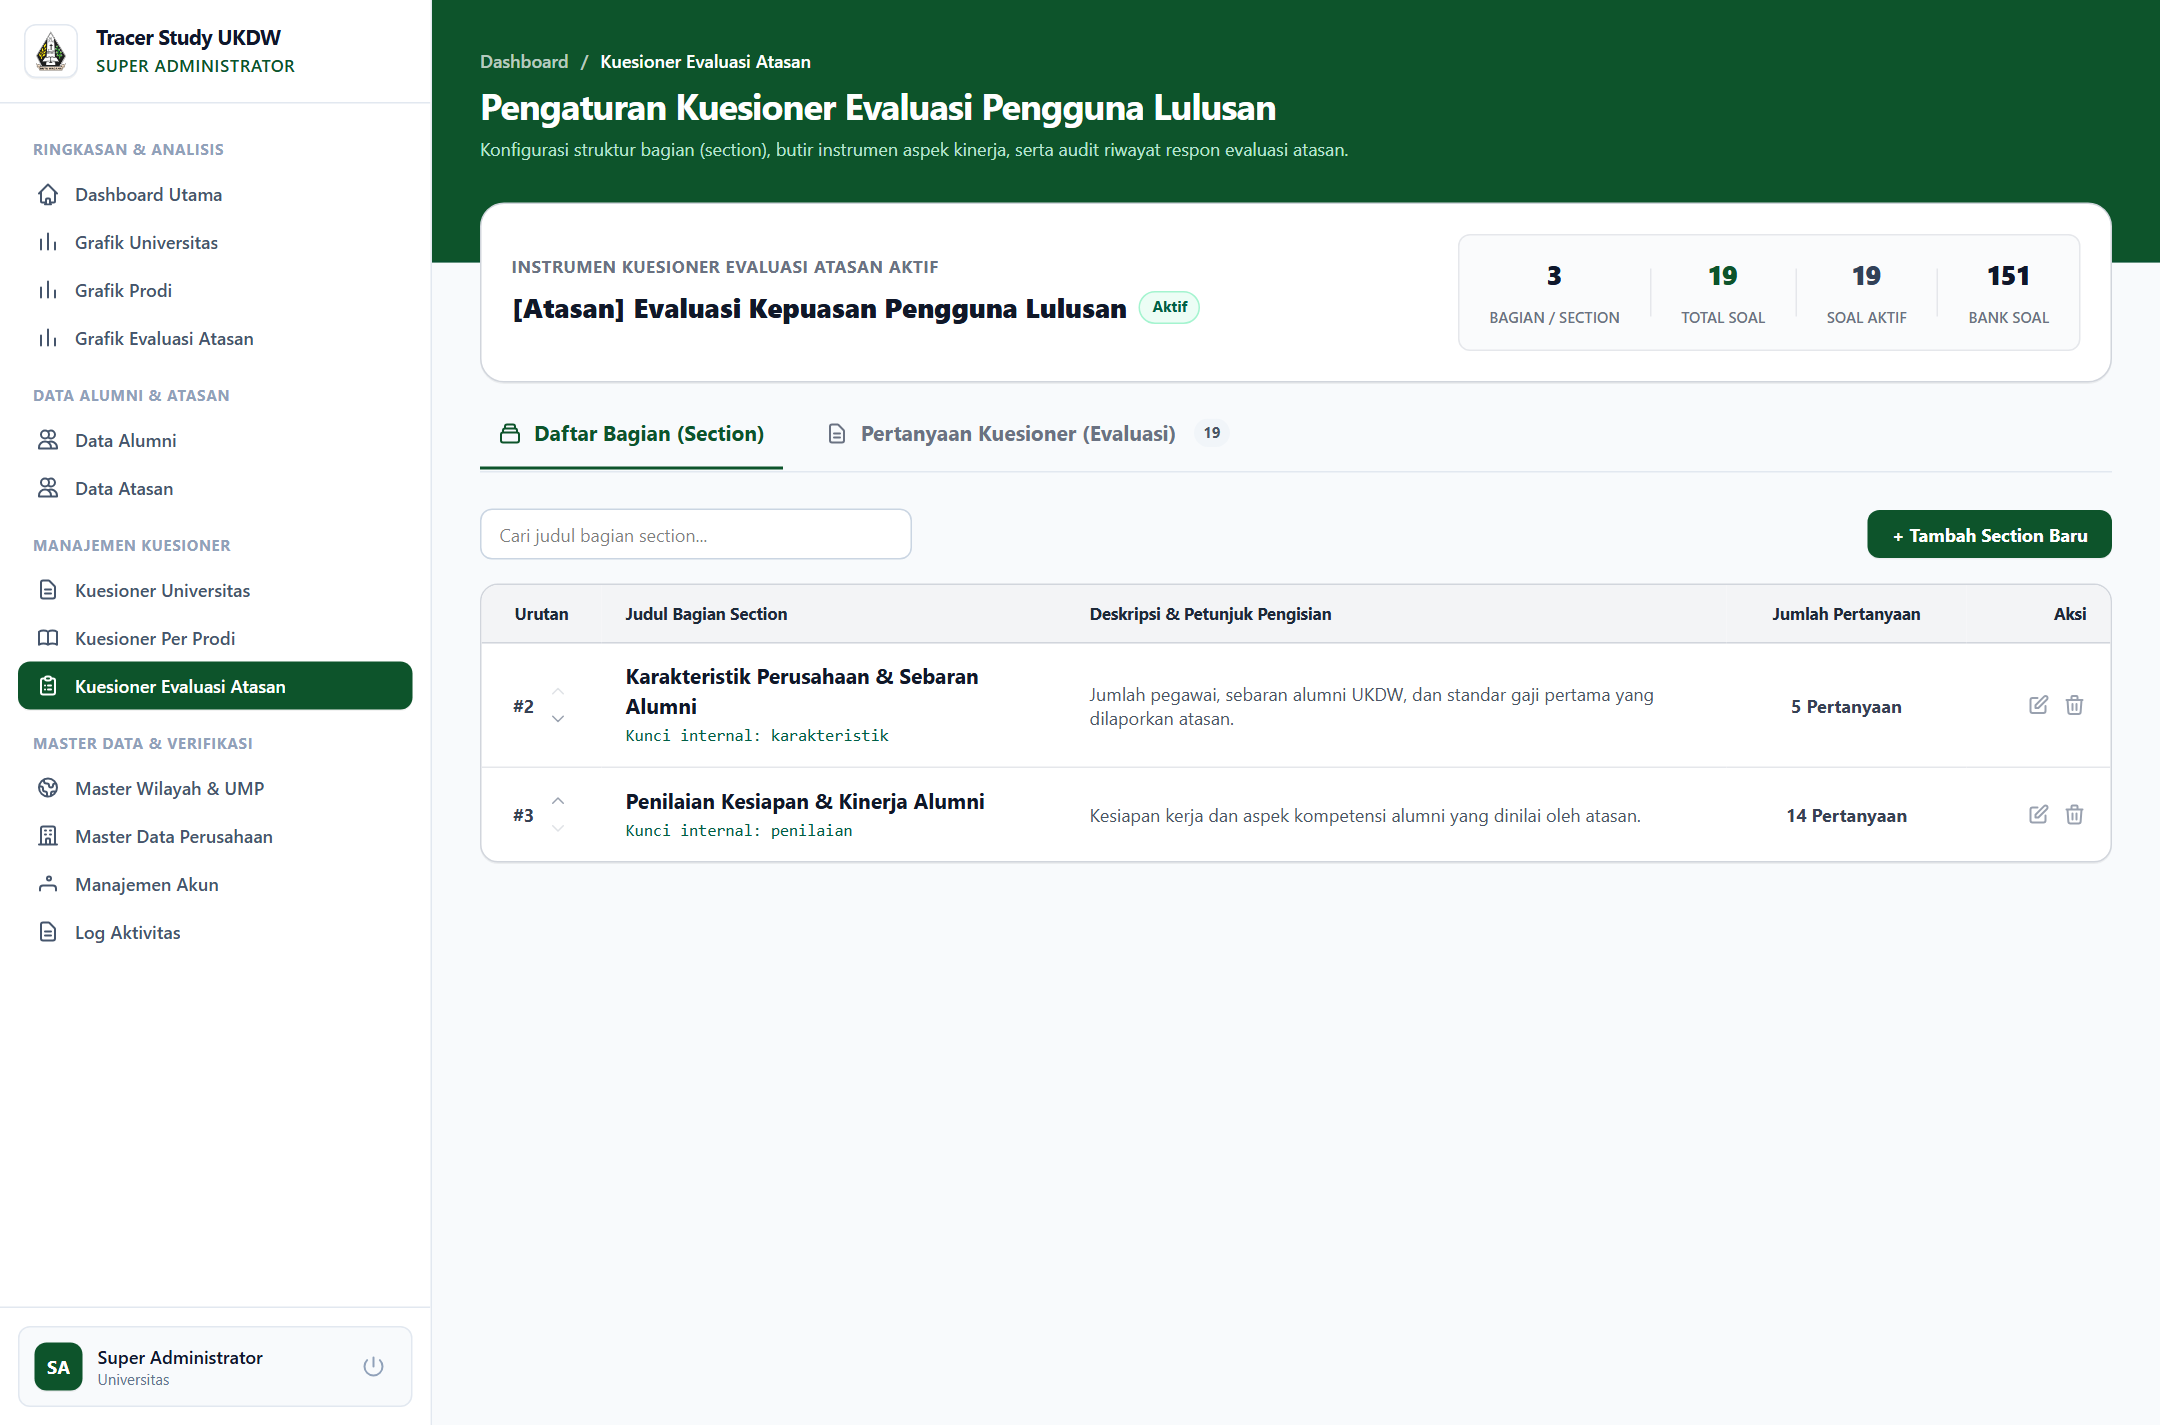 Tracer Study UKDW
SUPER ADMINISTRATOR
RINGKASAN & ANALISIS
Dashboard Utama
Grafik Universitas
Grafik Prodi
Grafik Evaluasi Atasan
DATA ALUMNI & ATASAN
Data Alumni
Data Atasan
MANAJEMEN KUESIONER
Kuesioner Universitas
Kuesioner Per Prodi
Kuesioner Evaluasi Atasan
MASTER DATA & VERIFIKASI
Master Wilayah & UMP
Master Data Perusahaan
Manajemen Akun
Log Aktivitas
SA
Super Administrator
Universitas
Dashboard / Kuesioner Evaluasi Atasan
Pengaturan Kuesioner Evaluasi Pengguna Lulusan
Konfigurasi struktur bagian (section), butir instrumen aspek kinerja, serta audit riwayat respon evaluasi atasan.
INSTRUMEN KUESIONER EVALUASI ATASAN AKTIF
[Atasan] Evaluasi Kepuasan Pengguna Lulusan Aktif
3 19 19 151
BAGIAN / SECTION TOTAL SOAL SOAL AKTIF BANK SOAL
Daftar Bagian (Section) Pertanyaan Kuesioner (Evaluasi) 19
Cari judul bagian section...
+ Tambah Section Baru
Urutan Judul Bagian Section Deskripsi & Petunjuk Pengisian Jumlah Pertanyaan Aksi
#2
Karakteristik Perusahaan & Sebaran
Alumni
Kunci internal: karakteristik
Jumlah pegawai, sebaran alumni UKDW, dan standar gaji pertama yang
dilaporkan atasan.
5 Pertanyaan
#3
Penilaian Kesiapan & Kinerja Alumni
Kunci internal: penilaian
Kesiapan kerja dan aspek kompetensi alumni yang dinilai oleh atasan.
14 Pertanyaan